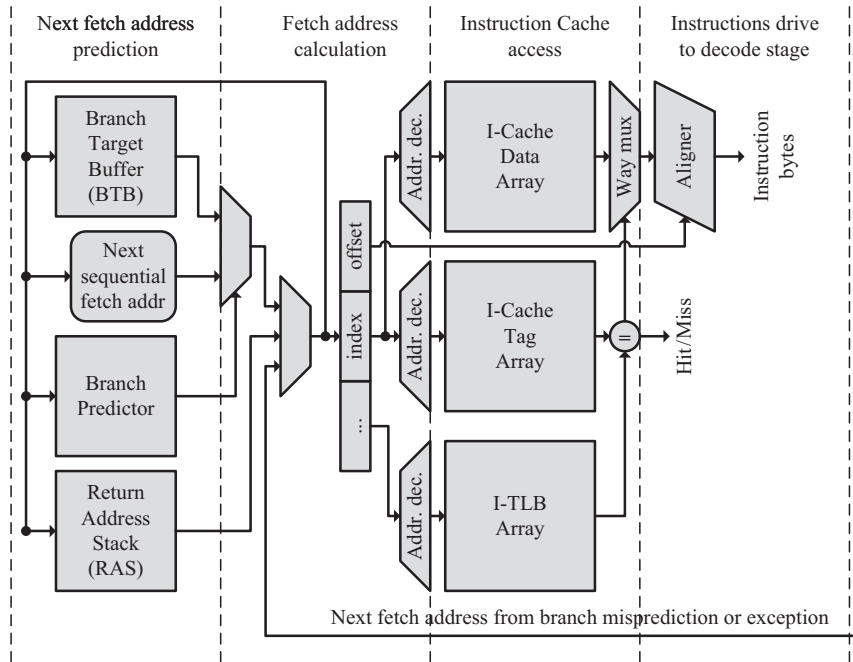 Next fetch address
prediction
Fetch address
calculation
Instruction Cache
access
Instructions drive
to decode stage
Branch
Target
Buffer
(BTB)
Next
sequential
fetch addr
Branch
Predictor
Return
Address
Stack
(RAS)
offset
index
...
Addr. dec.
I-Cache
Data
Array
Way mux
Aligner
Instruction
bytes
Addr. dec.
I-Cache
Tag
Array
=
Hit/Miss
Addr. dec.
I-TLB
Array
Next fetch address from branch misprediction or exception